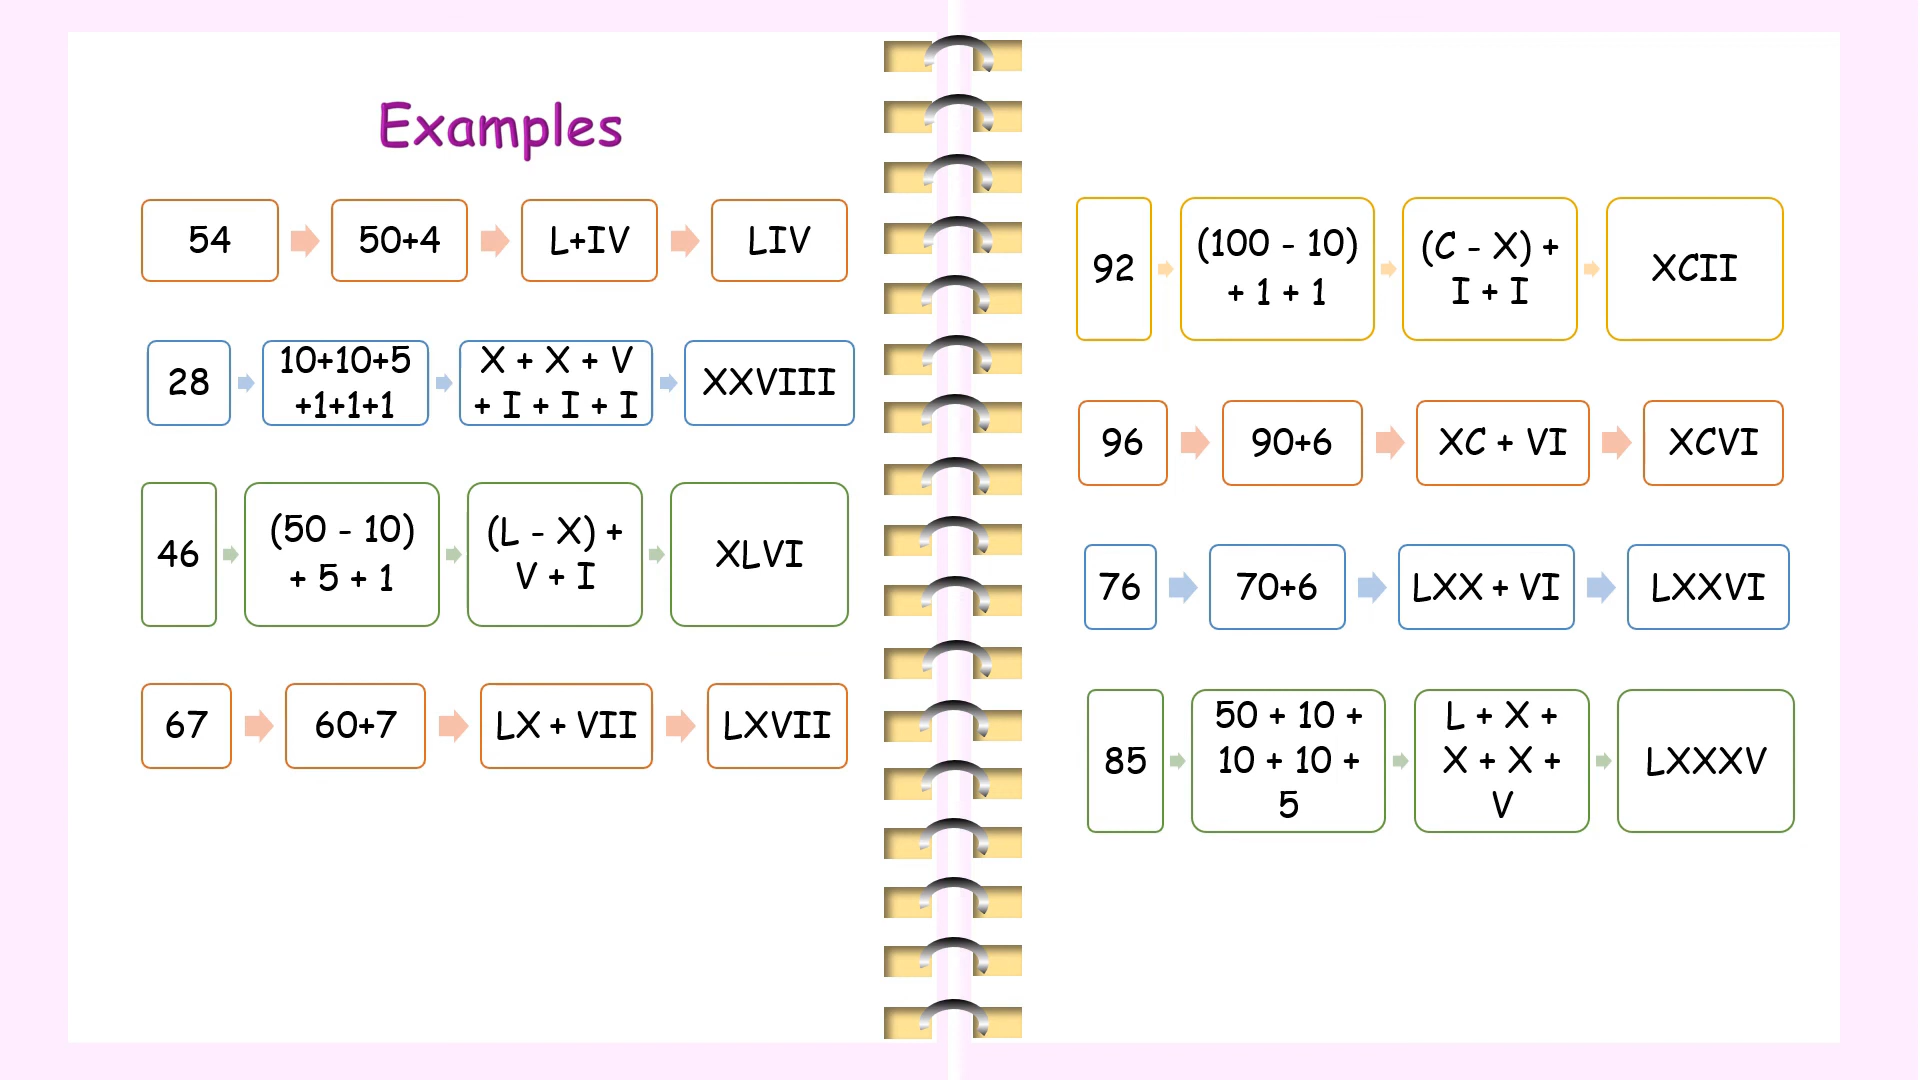 Examples
54
50+4
L+IV
LIV
28
10+10+5
+1+1+1
X + X + V
+ I + I + I
XXVIII
46
(50 - 10)
+ 5 + 1
(L - X) +
V + I
XLVI
67
60+7
LX + VII
LXVII
92
(100 - 10)
+ 1 + 1
(C - X) +
I + I
XCII
96
90+6
XC + VI
XCVI
76
70+6
LXX + VI
LXXVI
85
50 + 10 +
10 + 10 +
5
L + X +
X + X +
V
LXXXV